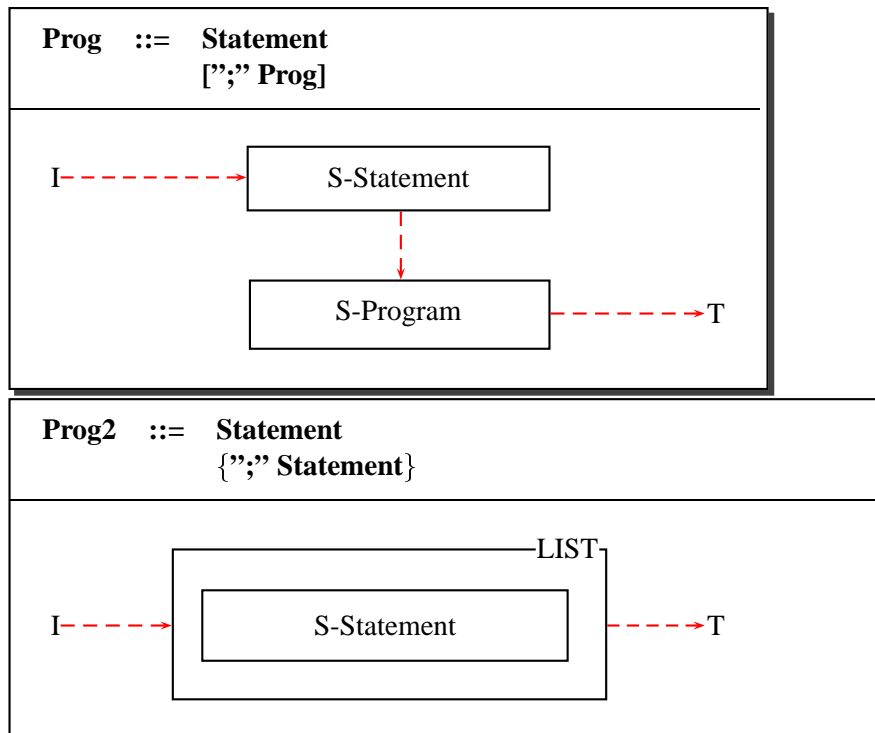 Prog ::= Statement
[”;” Prog]
I
S-Statement
S-Program
T
Prog2 ::= Statement
{”;” Statement}
LIST
I
S-Statement
T